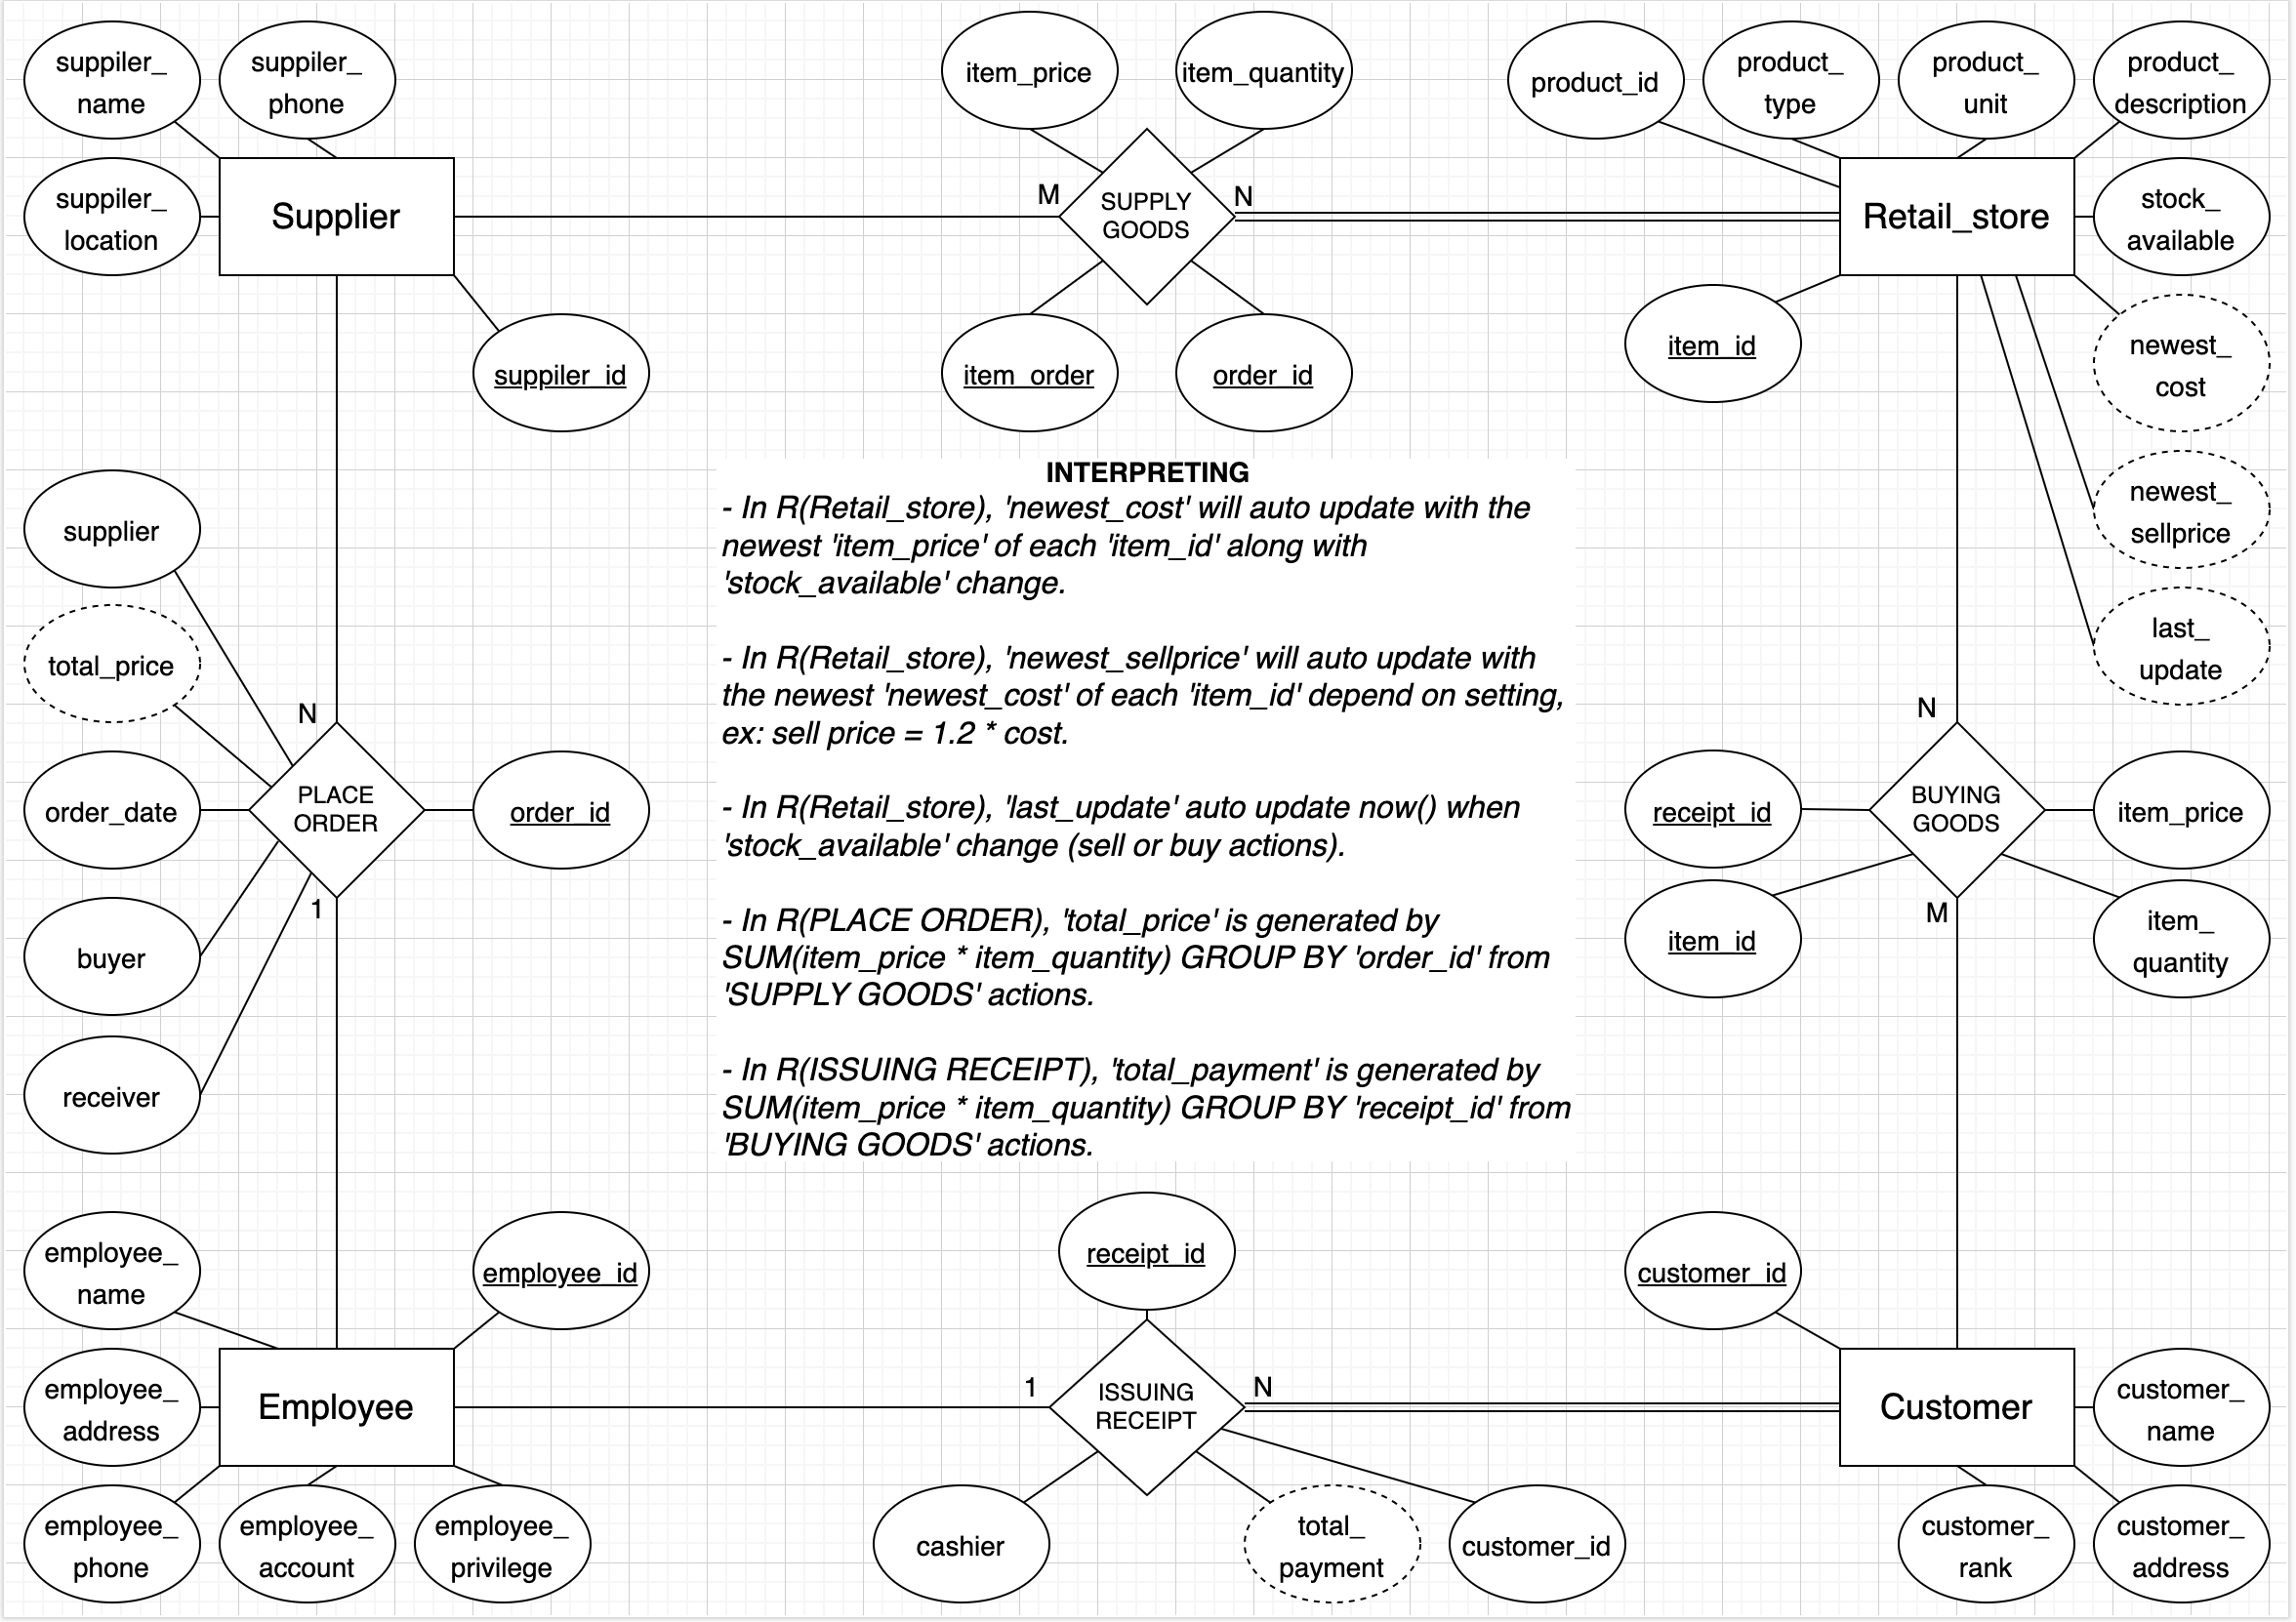 suppiler_
name
suppiler_
phone
item_price
item_quantity
product_id
product_
type
product_
unit
product_
description
suppiler_
location
Supplier
M
SUPPLY
GOODS
N
Retail_store
stock_
available
suppiler_id
item_order
order_id
item_id
newest_
cost
newest_
sellprice
last_
update
INTERPRETING
- In R(Retail_store), 'newest_cost' will auto update with the
newest 'item_price' of each 'item_id' along with
'stock_available' change.
- In R(Retail_store), 'newest_sellprice' will auto update with
the newest 'newest_cost' of each 'item_id' depend on setting,
ex: sell price = 1.2 * cost.
- In R(Retail_store), 'last_update' auto update now() when
'stock_available' change (sell or buy actions).
- In R(PLACE ORDER), 'total_price' is generated by
SUM(item_price * item_quantity) GROUP BY 'order_id' from
'SUPPLY GOODS' actions.
- In R(ISSUING RECEIPT), 'total_payment' is generated by
SUM(item_price * item_quantity) GROUP BY 'receipt_id' from
'BUYING GOODS' actions.
supplier
total_price
N
order_date
PLACE
ORDER
order_id
1
buyer
receiver
N
receipt_id
BUYING
GOODS
item_price
item_id
M
item_
quantity
employee_
name
employee_id
employee_
address
Employee
employee_
phone
employee_
account
employee_
privilege
receipt_id
1
ISSUING
RECEIPT
N
cashier
total_
payment
customer_id
customer_id
Customer
customer_
name
customer_
rank
customer_
address